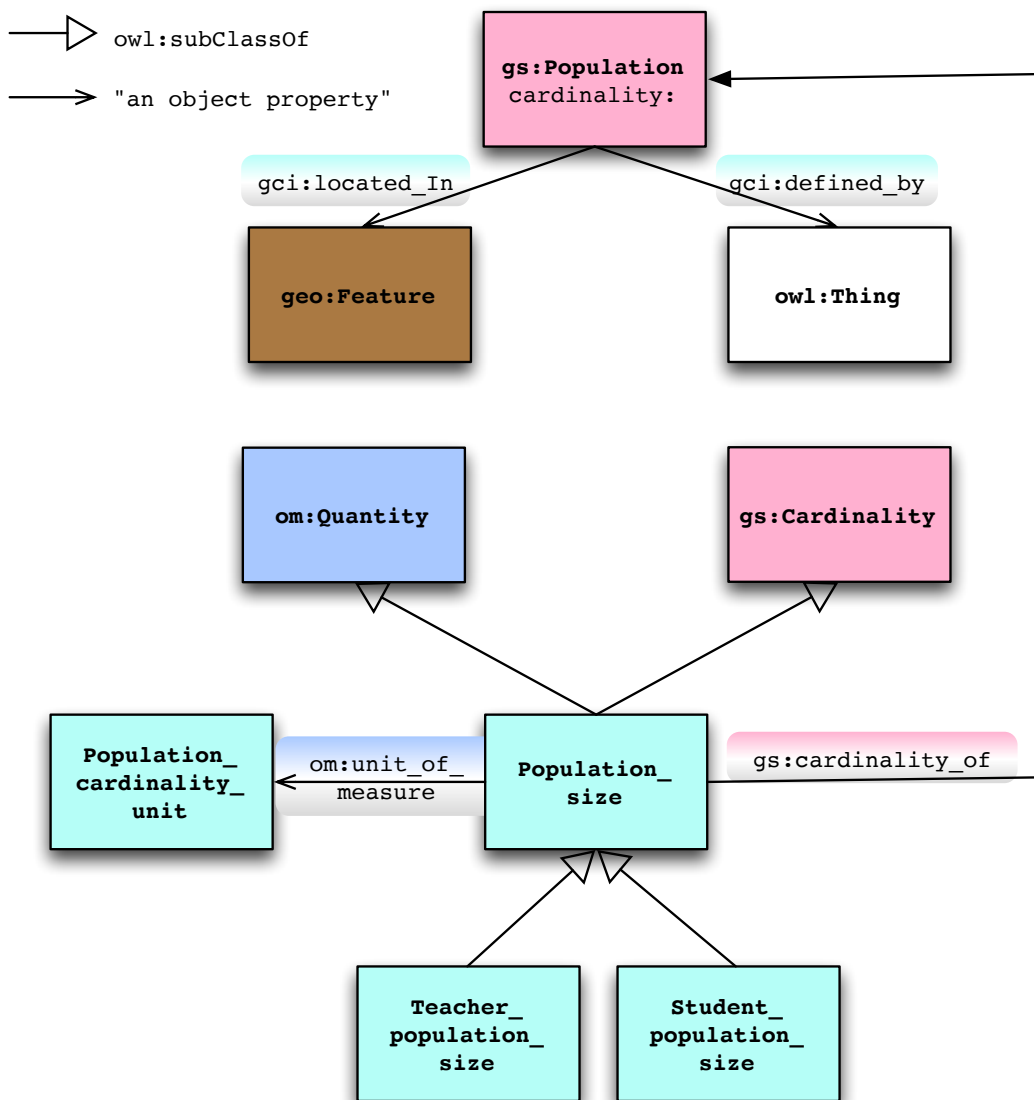 owl:subClassOf
"an object property"
gs:Population
cardinality:
gci:located_In
gci:defined_by
geo:Feature
owl:Thing
om:Quantity
gs:Cardinality
Population_
cardinality_
unit
om:unit_of_
measure
Population_
size
gs:cardinality_of
Teacher_
population_
size
Student_
population_
size